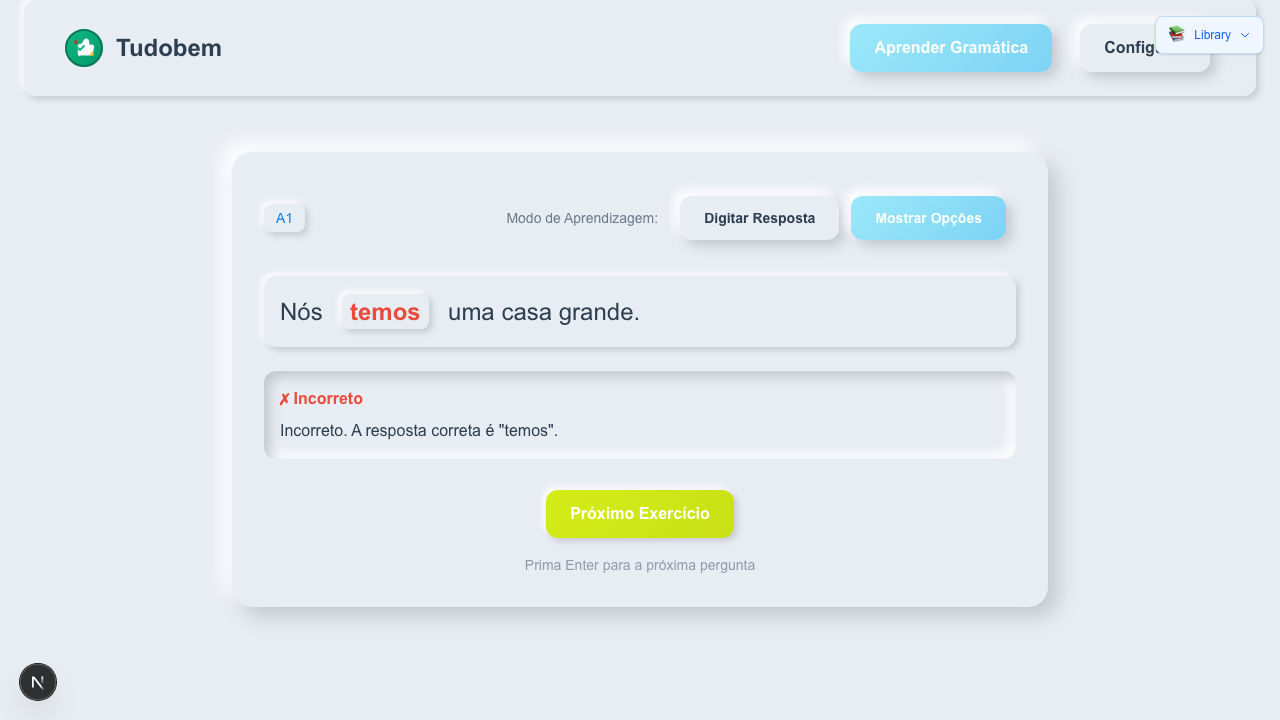 Tudobem
Aprender Gramática
Config
Library
A1
Modo de Aprendizagem:
Digitar Resposta
Mostrar Opções
Nós temos uma casa grande.
✗ Incorreto
Incorreto. A resposta correta é "temos".
Próximo Exercício
Prima Enter para a próxima pergunta
N